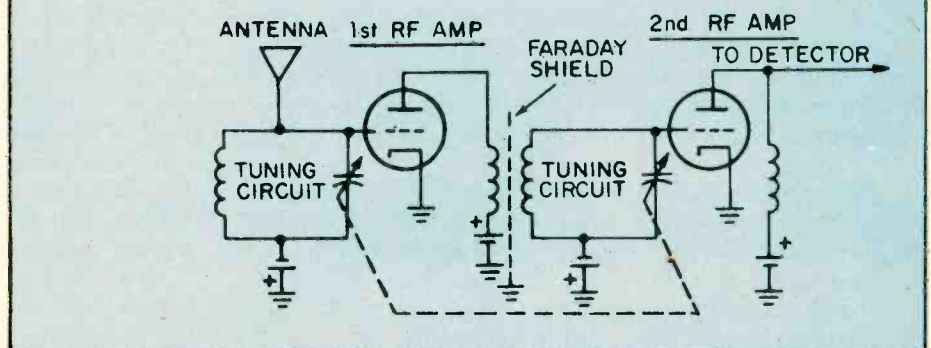 ANTENNA
1st RF AMP
FARADAY
SHIELD
2nd RF AMP
TO DETECTOR
TUNING
CIRCUIT
+
+
TUNING
CIRCUIT
+
+